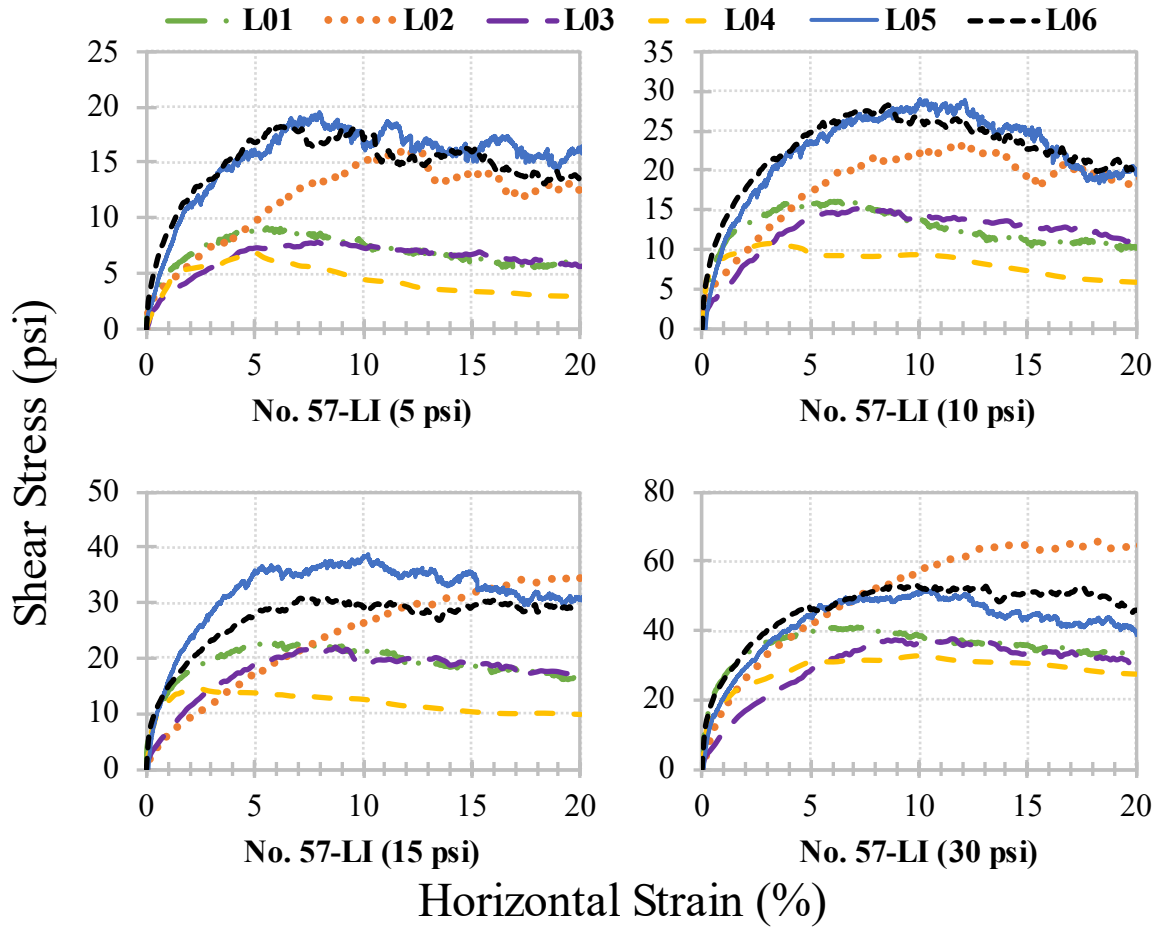 L01 L02 L03 L04 L05 L06
Shear Stress (psi)
25
20
15
10
5
0
0 5 10 15 20
No. 57-LI (5 psi)
35
30
25
20
15
10
5
0
0 5 10 15 20
No. 57-LI (10 psi)
50
40
30
20
10
0
0 5 10 15 20
No. 57-LI (15 psi)
80
60
40
20
0
0 5 10 15 20
No. 57-LI (30 psi)
Horizontal Strain (%)